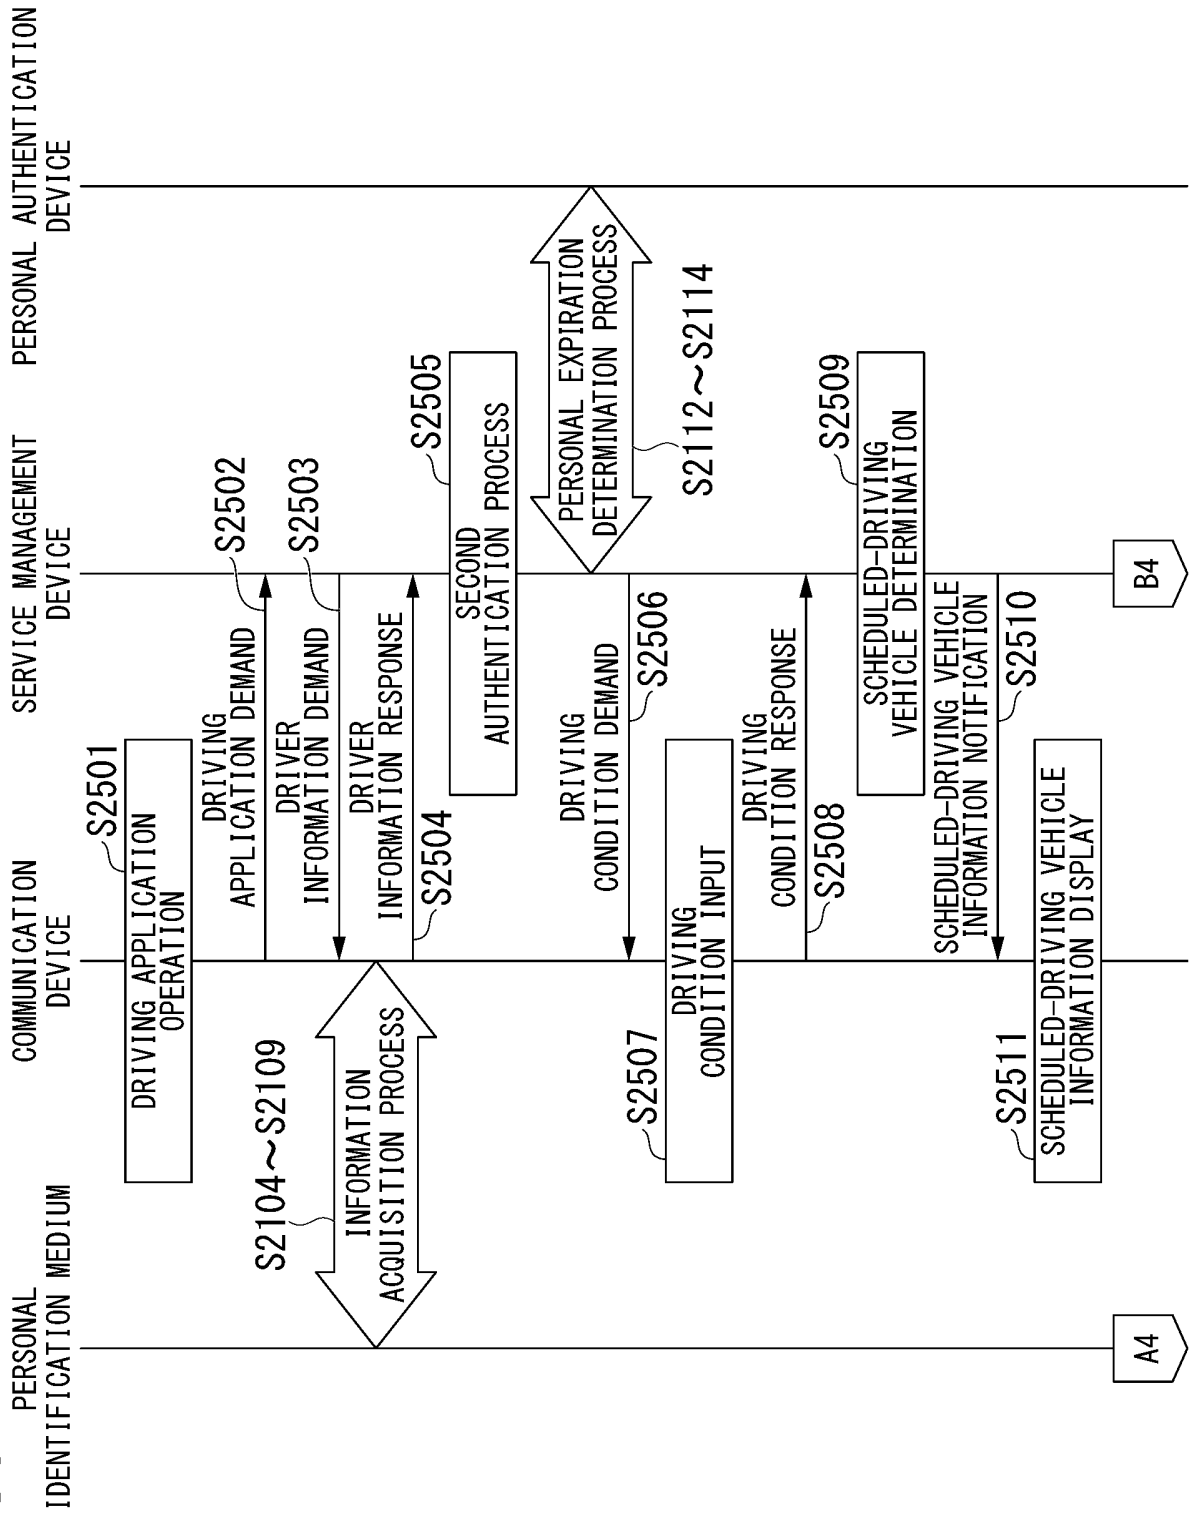 PERSONAL
IDENTIFICATION MEDIUM
COMMUNICATION
DEVICE
SERVICE MANAGEMENT
DEVICE
PERSONAL AUTHENTICATION
DEVICE
S2501
DRIVING APPLICATION
OPERATION
DRIVING
APPLICATION DEMAND
S2502
DRIVER
INFORMATION DEMAND
S2503
S2104~S2109
INFORMATION
ACQUISITION PROCESS
DRIVER
INFORMATION RESPONSE
S2504
S2505
SECOND
AUTHENTICATION PROCESS
PERSONAL EXPIRATION
DETERMINATION PROCESS
S2112~S2114
DRIVING
CONDITION DEMAND
S2506
S2507
DRIVING
CONDITION INPUT
DRIVING
CONDITION RESPONSE
S2508
S2509
SCHEDULED-DRIVING
VEHICLE DETERMINATION
SCHEDULED-DRIVING VEHICLE
INFORMATION NOTIFICATION
S2510
S2511
SCHEDULED-DRIVING VEHICLE
INFORMATION DISPLAY
A4
B4